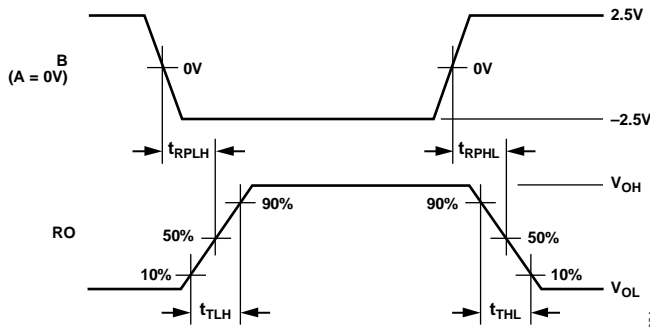 2.5V
B
(A = 0V)
0V
0V
–2.5V
tRPLH
tRPHL
VOH
90%
90%
RO
50%
50%
10%
10%
VOL
tTLH
tTHL